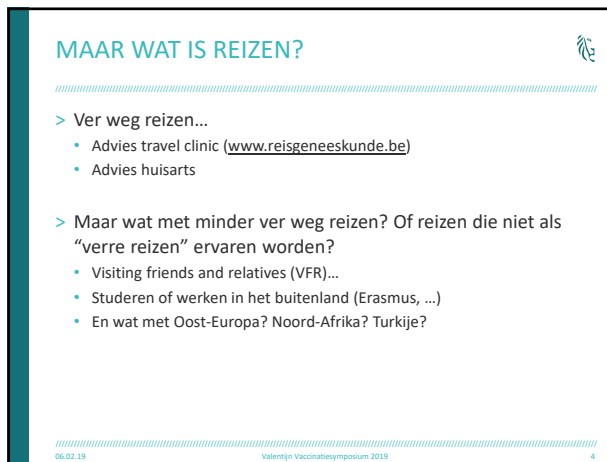 MAAR WAT IS REIZEN?
> Ver weg reizen…
• Advies travel clinic (www.reisgeneeskunde.be)
• Advies huisarts
> Maar wat met minder ver weg reizen? Of reizen die niet als
“verre reizen” ervaren worden?
• Visiting friends and relatives (VFR)…
• Studeren of werken in het buitenland (Erasmus, …)
• En wat met Oost-Europa? Noord-Afrika? Turkije?
06.02.19 Valentijn Vaccinatiesymposium 2019 4